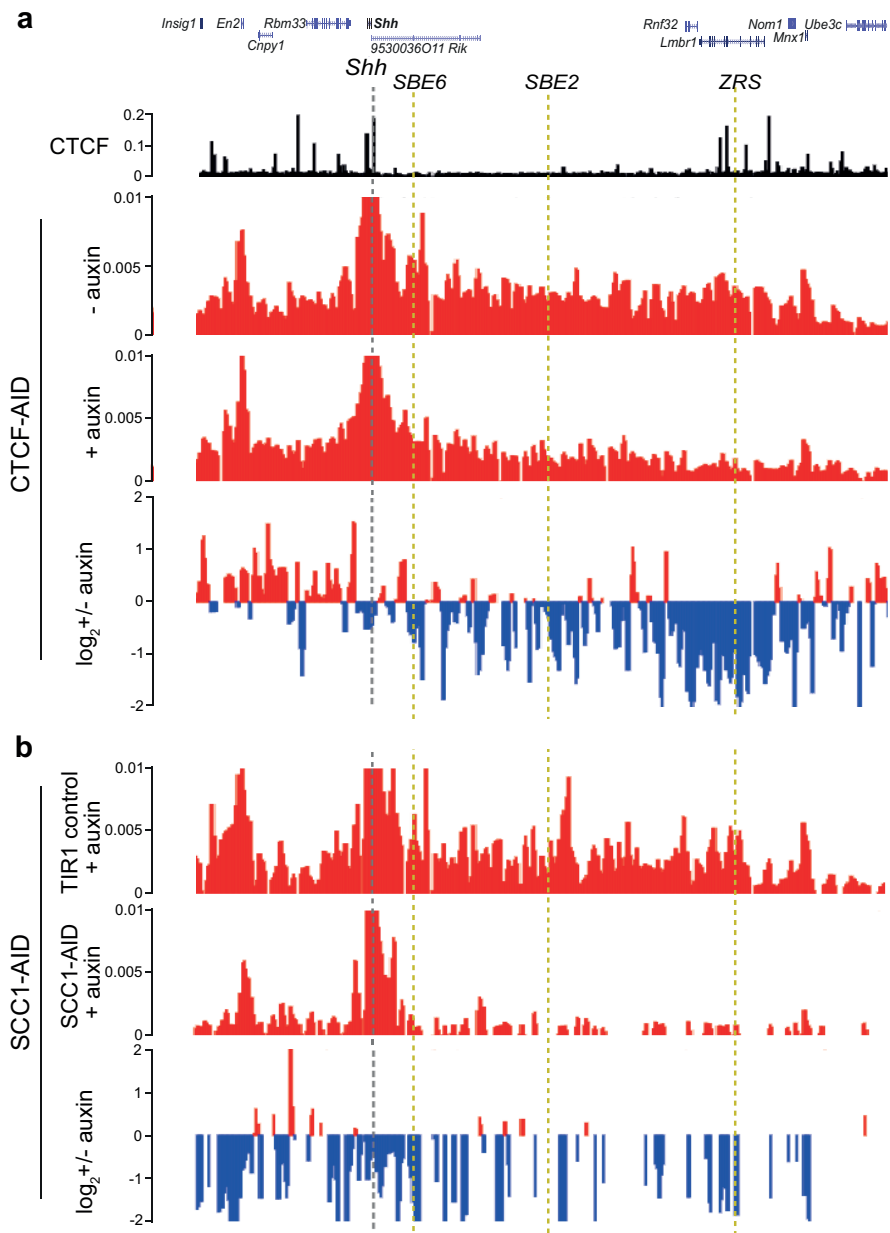 a
Insig1 En2 Rbm33 Shh Rnf32 Nom1 Ube3c
Cnpy1 9530036O11 Rik Lmbr1 Mnx1
Shh SBE6 SBE2 ZRS
CTCF
0.2
0.1
0
CTCF-AID
- auxin
0.01
0.005
0
+ auxin
0.01
0.005
0
log2+/- auxin
2
1
0
-1
-2
b
SCC1-AID
TIR1 control
+ auxin
0.01
0.005
0
SCC1-AID
+ auxin
0.01
0.005
0
log2+/- auxin
2
1
0
-1
-2